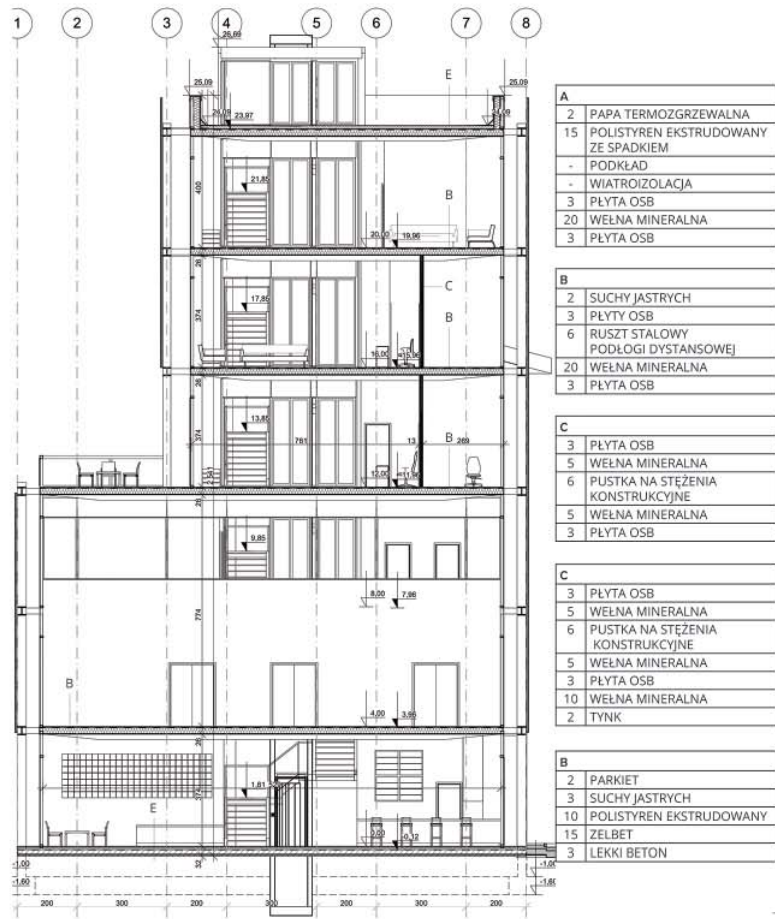 1 2 3 4 5 6 7 8
26,69
25,09 25,09
E
23,97
21,85
400
B
20,00 19,96
26
C
17,85
374
B
16,00 15,96
26
13,85
374
761 13 269
B
12,00
26
9,85
8,00 7,96
774
B
4,00 3,96
26
374
1,81
E
0,00 -0,12
32
-1,00 -1,00
-1,60 -1,60
200 300 200 300 200 300 200
A
2 PAPA TERMOZGRZEWALNA
15 POLISTYREN EKSTRUDOWANY
ZE SPADKIEM
- PODKŁAD
- WIATROIZOLACJA
3 PŁYTA OSB
20 WEŁNA MINERALNA
3 PŁYTA OSB
B
2 SUCHY JASTRYCH
3 PŁYTY OSB
6 RUSZT STALOWY
PODŁOGI DYSTANSOWEJ
20 WEŁNA MINERALNA
3 PŁYTA OSB
C
3 PŁYTA OSB
5 WEŁNA MINERALNA
6 PUSTKA NA STĘŻENIA
KONSTRUKCYJNE
5 WEŁNA MINERALNA
3 PŁYTA OSB
C
3 PŁYTA OSB
5 WEŁNA MINERALNA
6 PUSTKA NA STĘŻENIA
KONSTRUKCYJNE
5 WEŁNA MINERALNA
3 PŁYTA OSB
10 WEŁNA MINERALNA
2 TYNK
B
2 PARKIET
3 SUCHY JASTRYCH
10 POLISTYREN EKSTRUDOWANY
15 ZELBET
3 LEKKI BETON